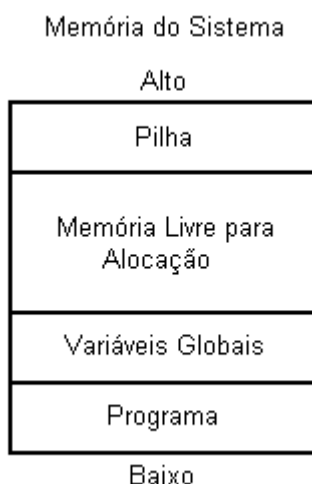 Memória do Sistema
Alto
Pilha
Memória Livre para
Alocação
Variáveis Globais
Programa
Baixo